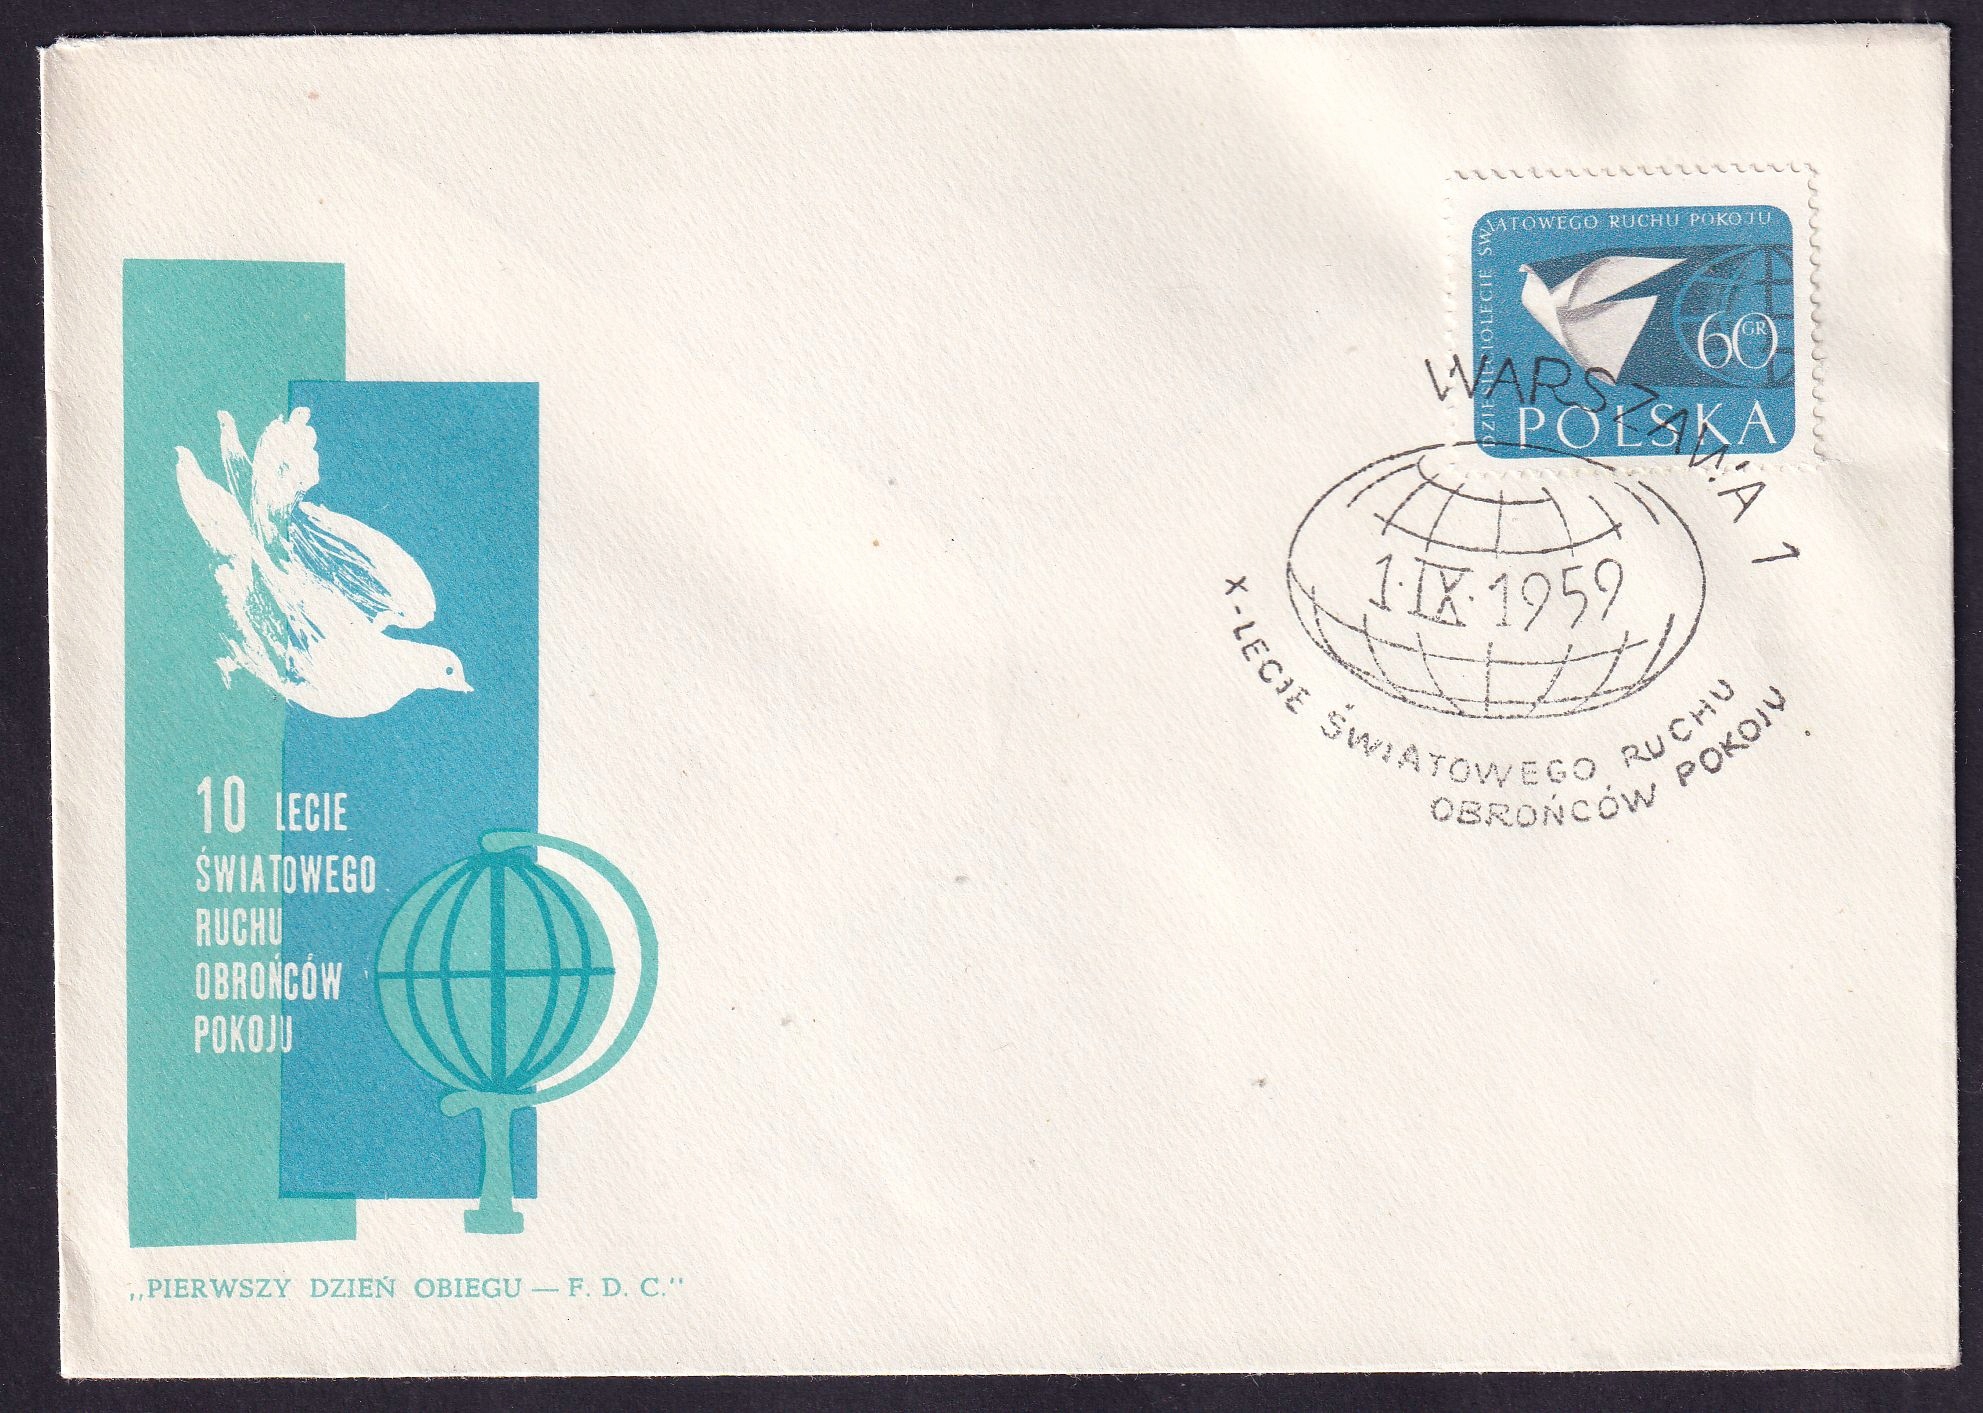 DZIESIĘCIOLECIE ŚWIATOWEGO RUCHU POKOJU
60 GR
POLSKA
WARSZAWA 1
1·IX·1959
X-LECIE ŚWIATOWEGO RUCHU
OBROŃCÓW POKOJU
10 LECIE
ŚWIATOWEGO
RUCHU
OBROŃCÓW
POKOJU
„PIERWSZY DZIEŃ OBIEGU — F. D. C.”